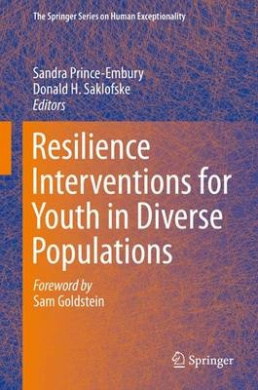 The Springer Series on Human Exceptionality
Sandra Prince-Embury
Donald H. Saklofske
Editors
Resilience
Interventions for
Youth in Diverse
Populations
Foreword by
Sam Goldstein
Springer